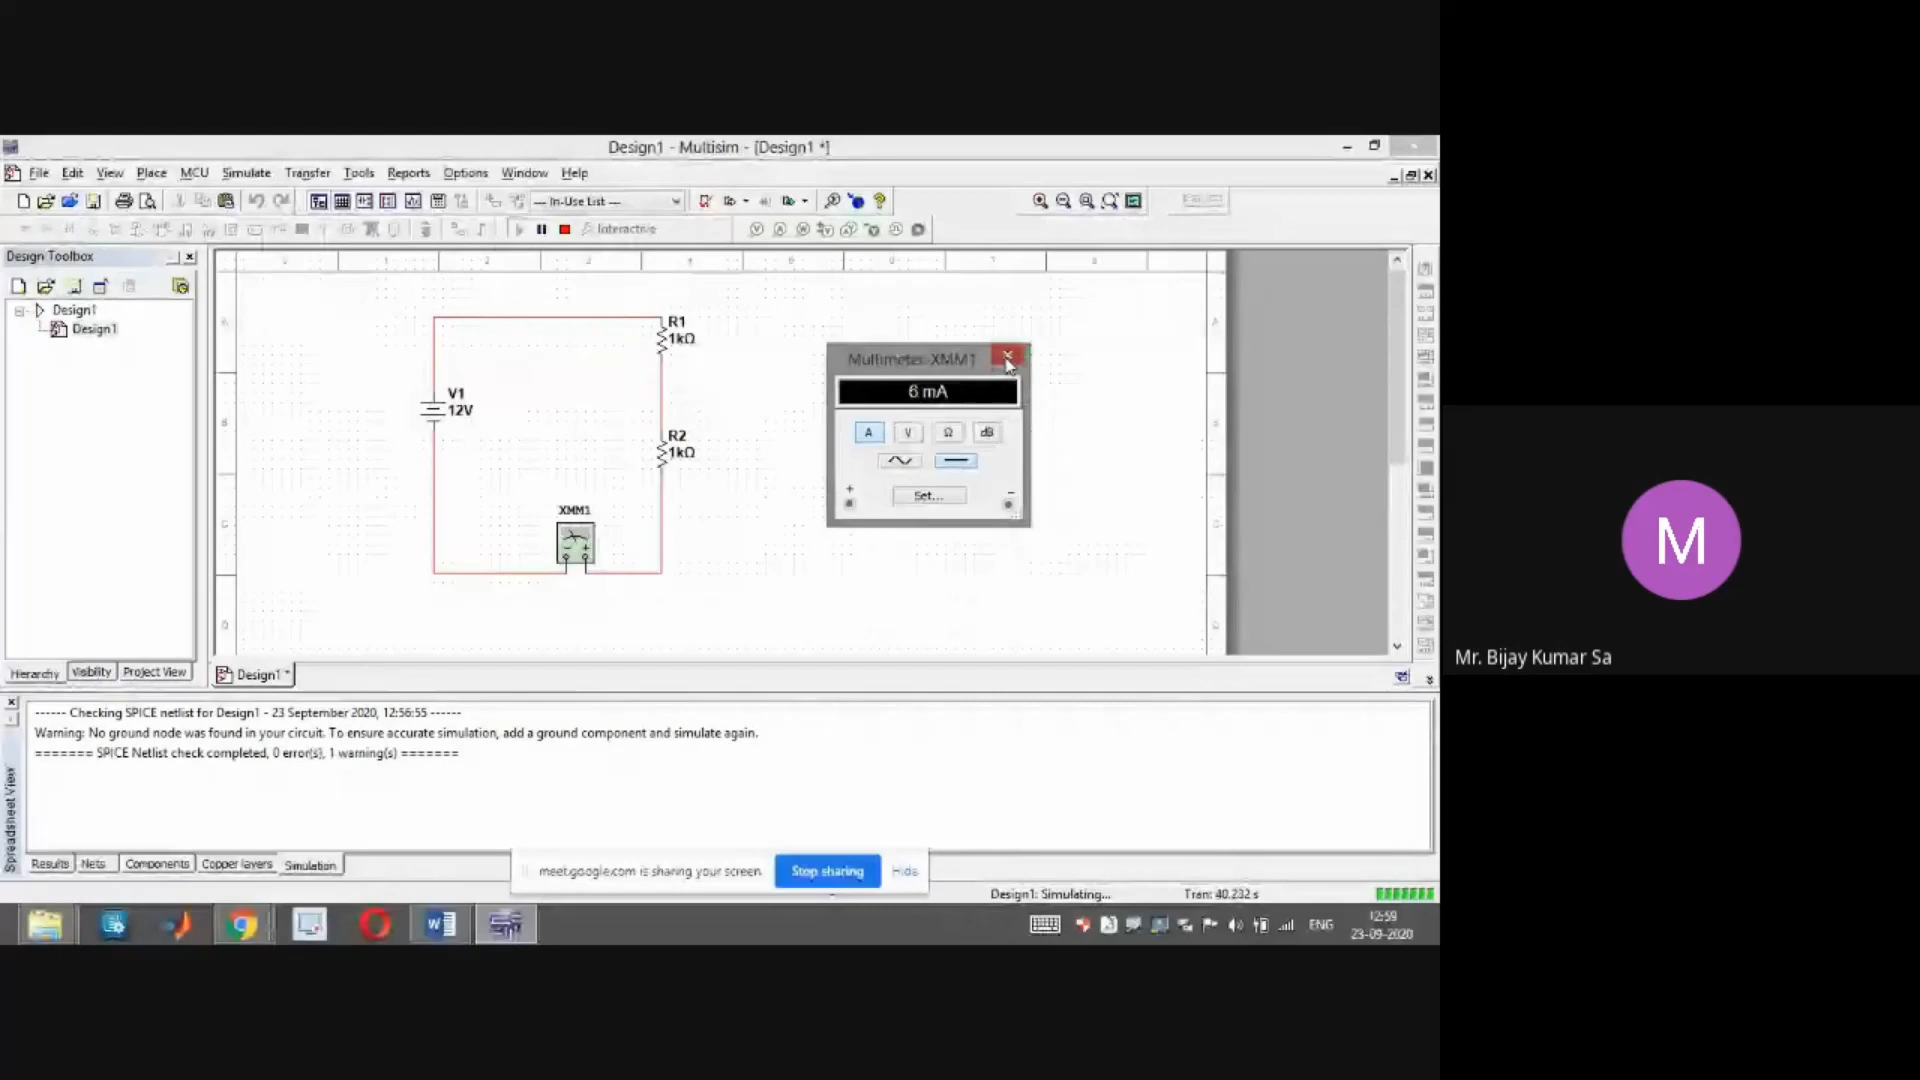 Design1 - Multisim - [Design1 *]
File Edit View Place MCU Simulate Transfer Tools Reports Options Window Help
--- In-Use List ---
Interactive
Design Toolbox
Design1
Design1
R1
1kΩ
V1
12V
R2
1kΩ
XMM1
Multimeter-XMM1
6 mA
A V Ω dB
+ Set... -
Hierarchy Visibility Project View
Design1 *
------ Checking SPICE netlist for Design1 - 23 September 2020, 12:56:55 ------
Warning: No ground node was found in your circuit. To ensure accurate simulation, add a ground component and simulate again.
======= SPICE Netlist check completed, 0 error(s), 1 warning(s) =======
Spreadsheet View
Results Nets Components Copper layers Simulation
meet.google.com is sharing your screen. Stop sharing Hide
Design1: Simulating... Tran: 40.232 s
ENG
12:59
23-09-2020
M
Mr. Bijay Kumar Sa